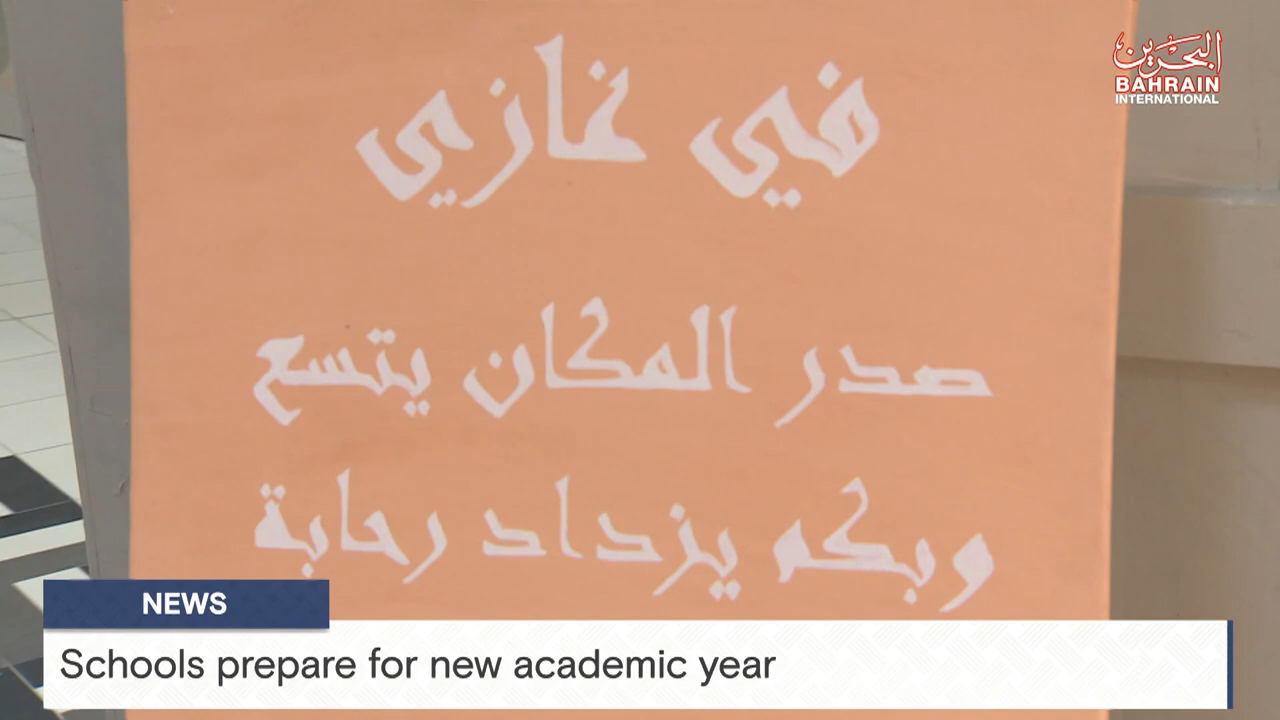 في غازي
صدر المكان يتسع
وبكم يزداد رحابة
البحرين
BAHRAIN
INTERNATIONAL
NEWS
Schools prepare for new academic year